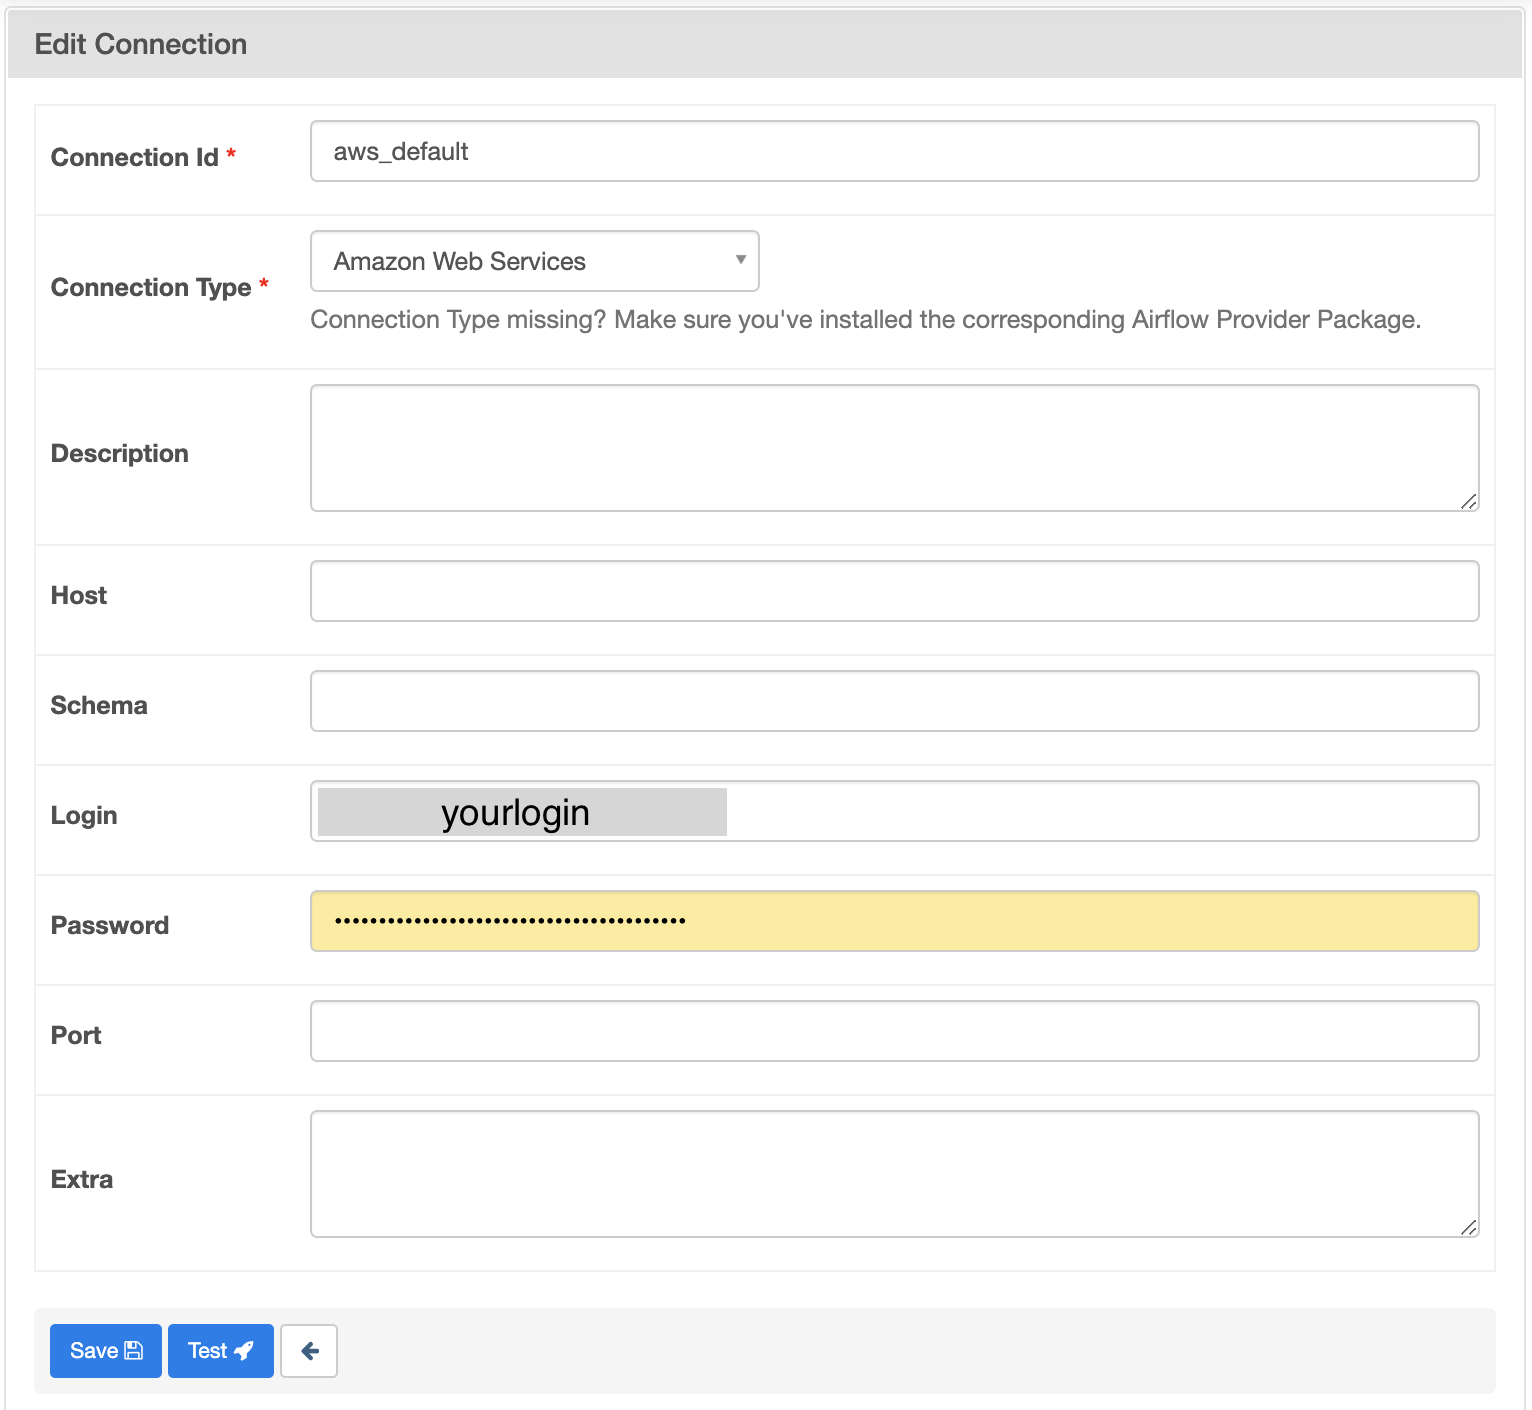 Edit Connection
Connection Id *
aws_default
Connection Type *
Amazon Web Services
Connection Type missing? Make sure you've installed the corresponding Airflow Provider Package.
Description
Host
Schema
Login
yourlogin
Password
••••••••••••••••••••••••••••••••••••••••
Port
Extra
Save Test